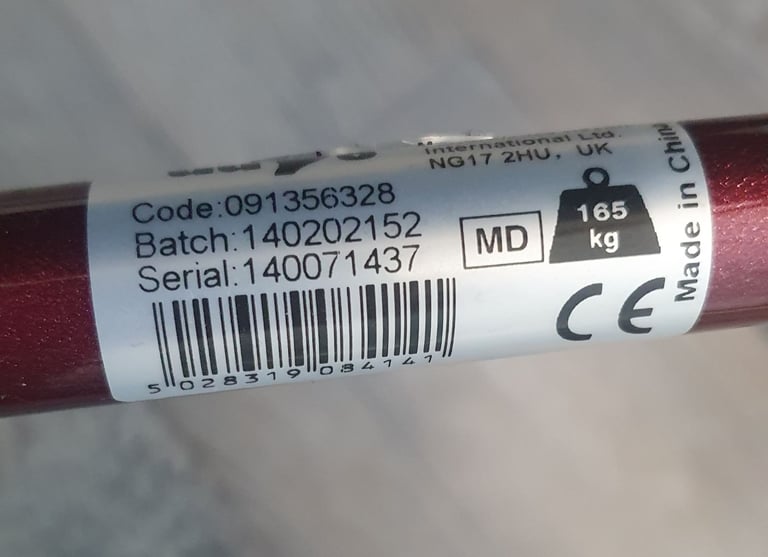 International Ltd.
NG17 2HU, UK
Code:091356328
Batch:140202152
Serial:140071437
MD
165
kg
CE
Made in China
5 028319 084141